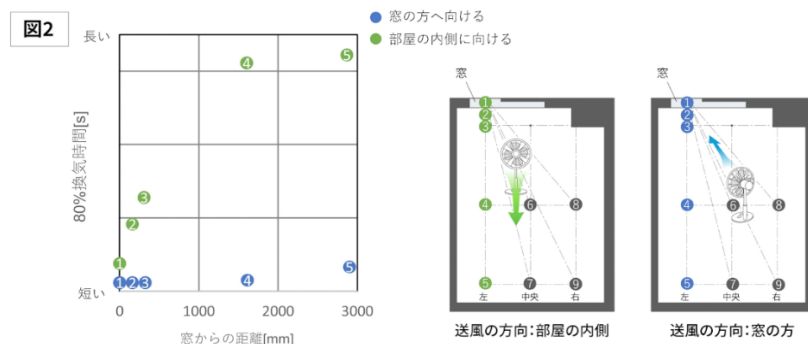 図2
窓の方へ向ける
部屋の内側に向ける
長い
80%換気時間[s]
短い
5
4
3
2
1
1 2 3 4 5
0 1000 2000 3000
窓からの距離[mm]
窓
1
2
3
4 6 8
5 7 9
左 中央 右
送風の方向:部屋の内側
窓
1
2
3
4 6 8
5 7 9
左 中央 右
送風の方向:窓の方